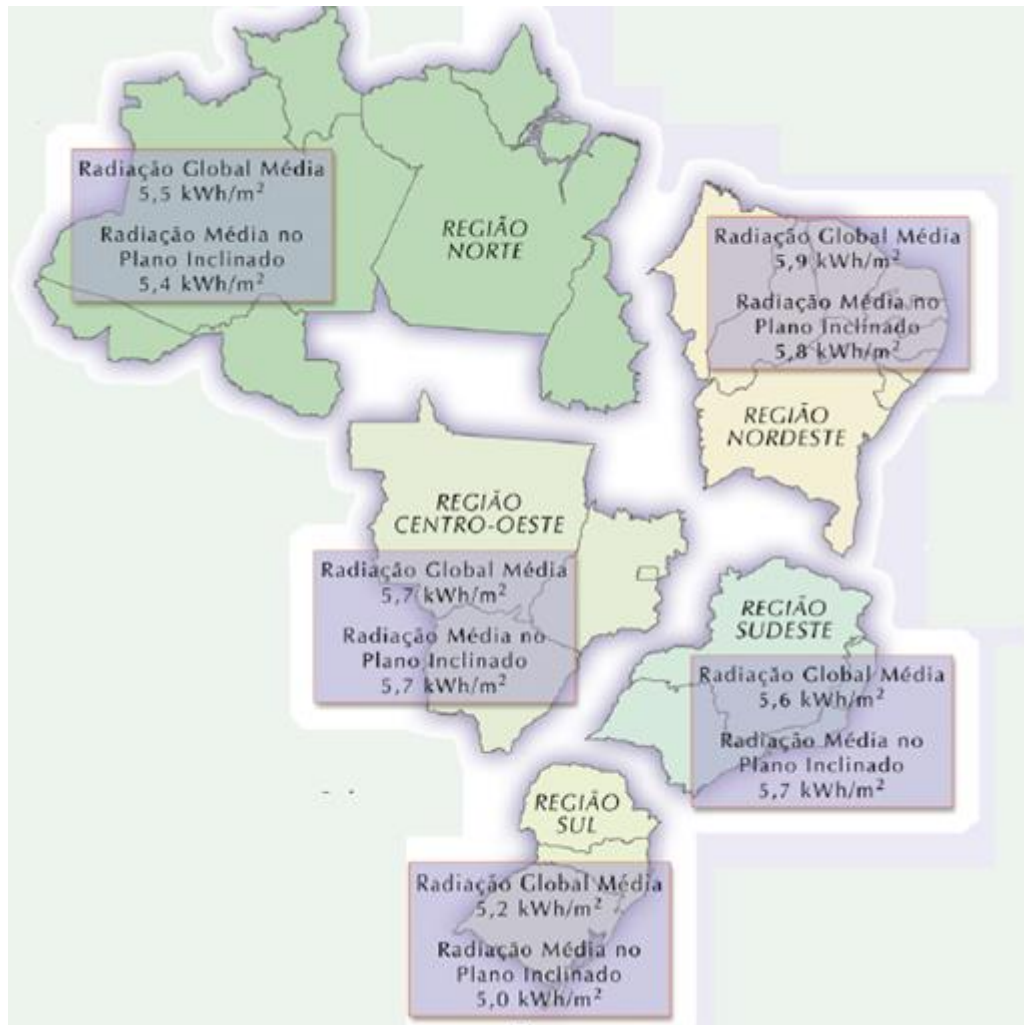 Radiação Global Média
5,5 kWh/m²
Radiação Média no
Plano Inclinado
5,4 kWh/m²
REGIÃO
NORTE
Radiação Global Média
5,9 kWh/m²
Radiação Média no
Plano Inclinado
5,8 kWh/m²
REGIÃO
NORDESTE
REGIÃO
CENTRO-OESTE
Radiação Global Média
5,7 kWh/m²
Radiação Média no
Plano Inclinado
5,7 kWh/m²
REGIÃO
SUDESTE
Radiação Global Média
5,6 kWh/m²
Radiação Média no
Plano Inclinado
5,7 kWh/m²
REGIÃO
SUL
Radiação Global Média
5,2 kWh/m²
Radiação Média no
Plano Inclinado
5,0 kWh/m²